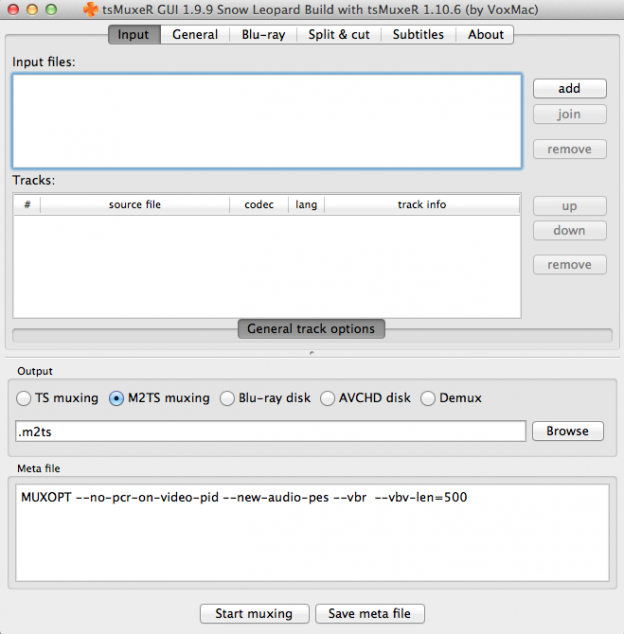 tsMuxeR GUI 1.9.9 Snow Leopard Build with tsMuxeR 1.10.6 (by VoxMac)
Input General Blu-ray Split & cut Subtitles About
Input files:
add
join
remove
Tracks:
# source file codec lang track info
up
down
remove
General track options
Output
TS muxing M2TS muxing Blu-ray disk AVCHD disk Demux
.m2ts Browse
Meta file
MUXOPT --no-pcr-on-video-pid --new-audio-pes --vbr --vbv-len=500
Start muxing Save meta file